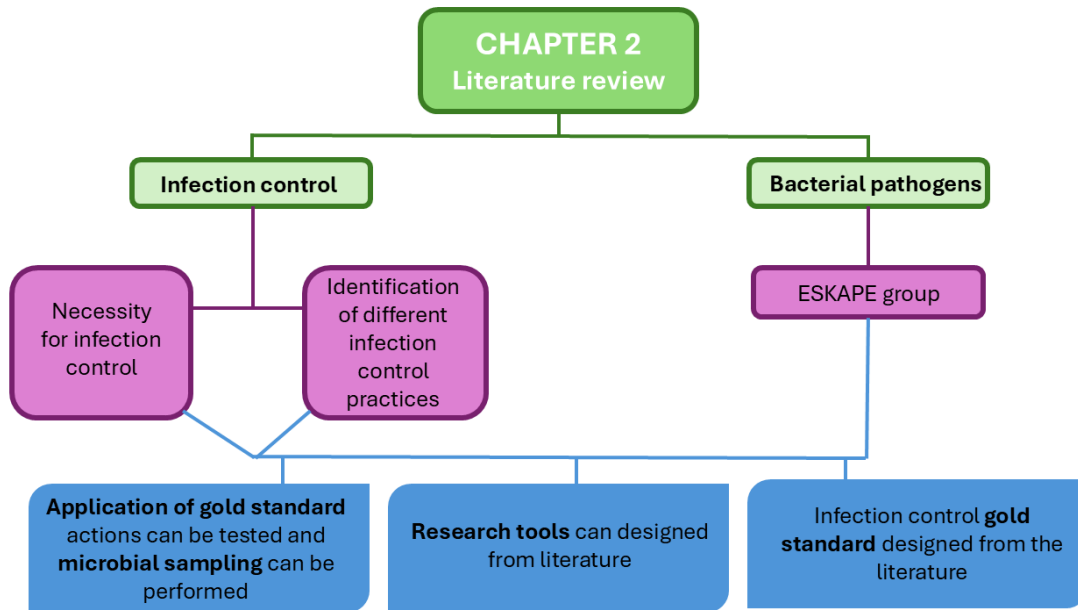 CHAPTER 2
Literature review
Infection control
Bacterial pathogens
Necessity
for infection
control
Identification
of different
infection
control
practices
ESKAPE group
Application of gold standard
actions can be tested and
microbial sampling can be
performed
Research tools can designed
from literature
Infection control gold
standard designed from the
literature